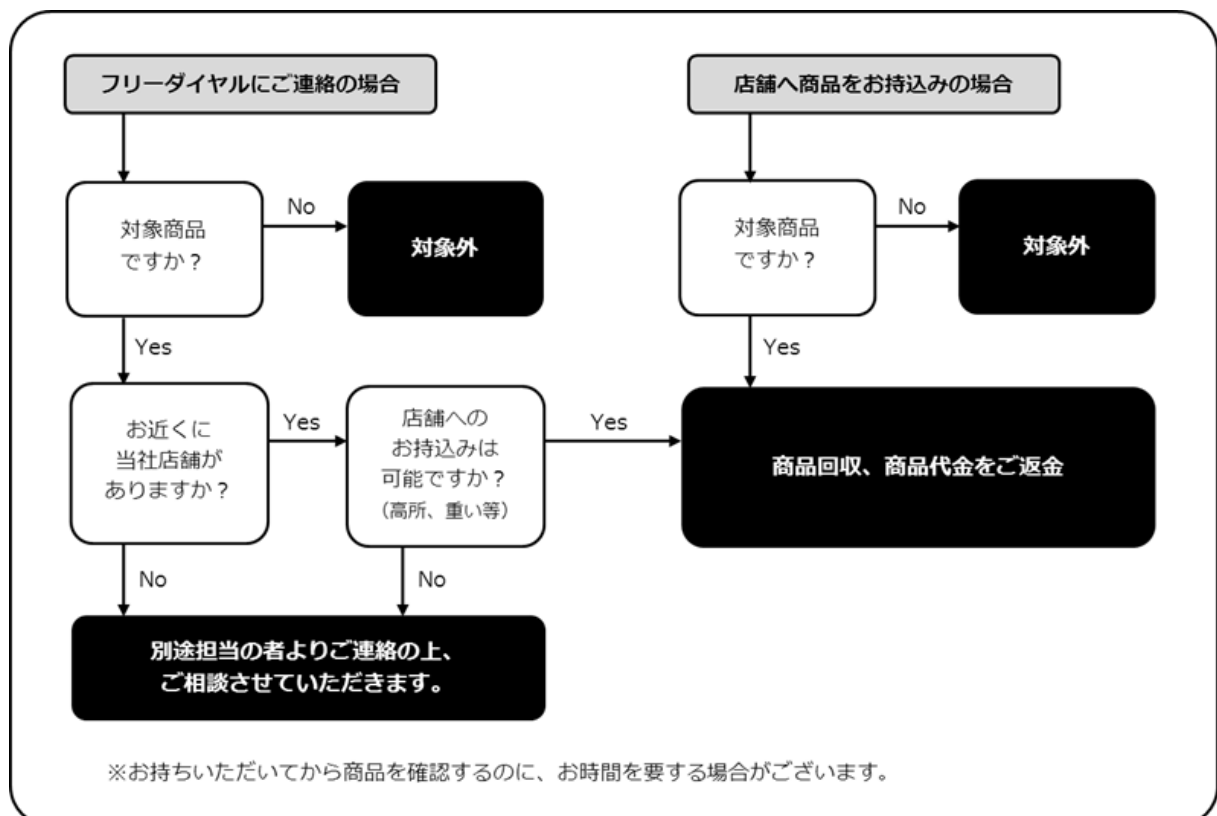 フリーダイヤルにご連絡の場合
店舗へ商品をお持込みの場合
対象商品
ですか？
No
対象外
対象商品
ですか？
No
対象外
Yes
Yes
お近くに
当社店舗が
ありますか？
Yes
店舗への
お持込みは
可能ですか？
（高所、重い等）
Yes
商品回収、商品代金をご返金
No
No
別途担当の者よりご連絡の上、
ご相談させていただきます。
※お持ちいただいてから商品を確認するのに、お時間を要する場合がございます。